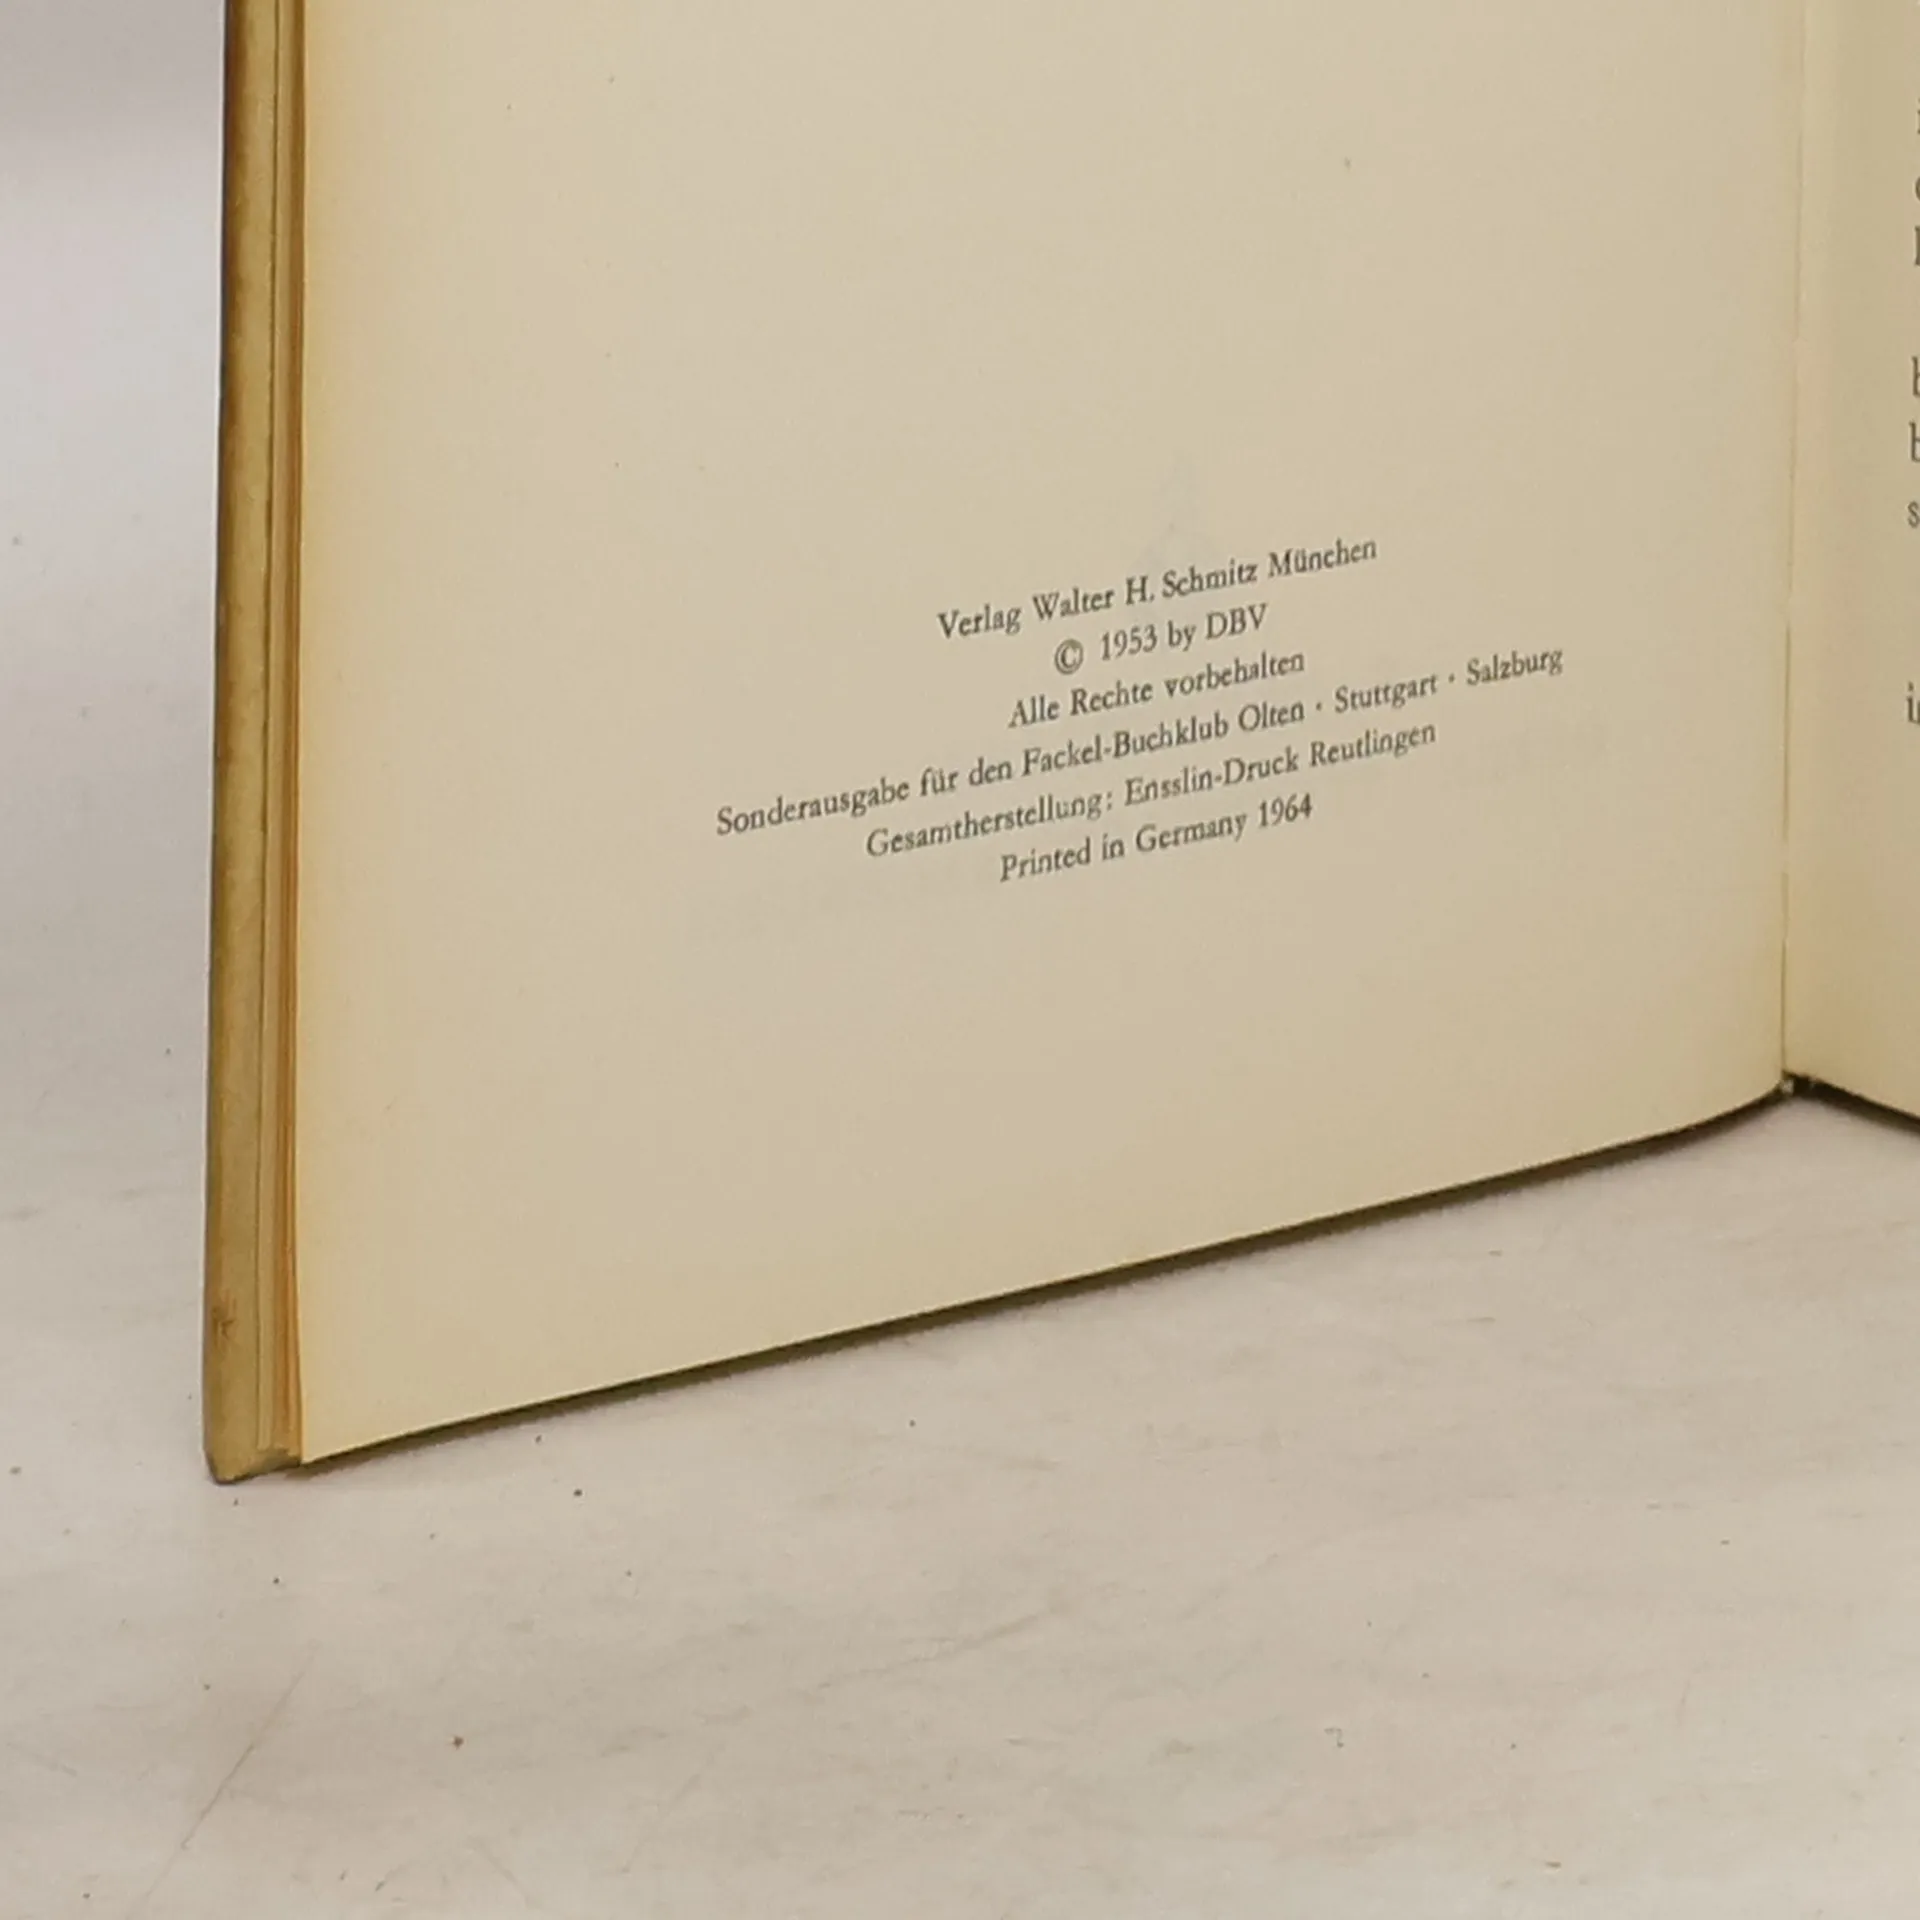 Verlag Walter H. Schmitz München
© 1953 by DBV
Alle Rechte vorbehalten
Sonderausgabe für den Fackel-Buchklub Olten · Stuttgart · Salzburg
Gesamtherstellung: Ensslin-Druck Reutlingen
Printed in Germany 1964